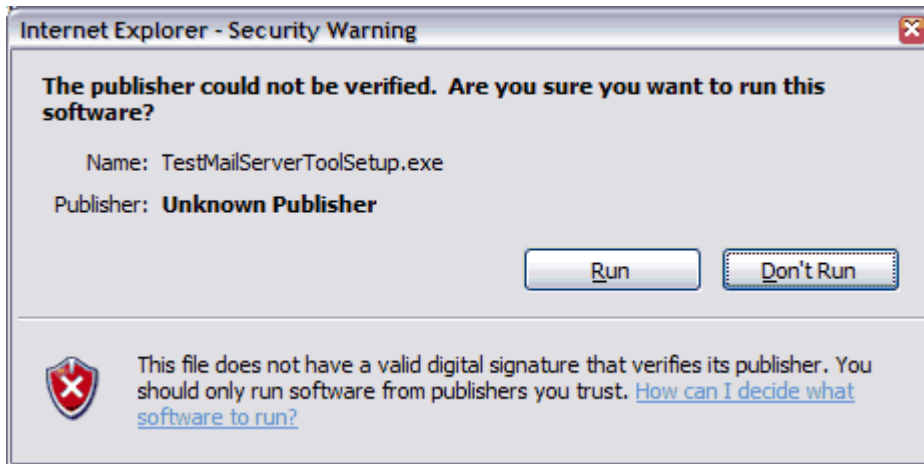 Internet Explorer - Security Warning
The publisher could not be verified. Are you sure you want to run this
software?
Name: TestMailServerToolSetup.exe
Publisher: Unknown Publisher
Run Don't Run
This file does not have a valid digital signature that verifies its publisher. You
should only run software from publishers you trust. How can I decide what
software to run?